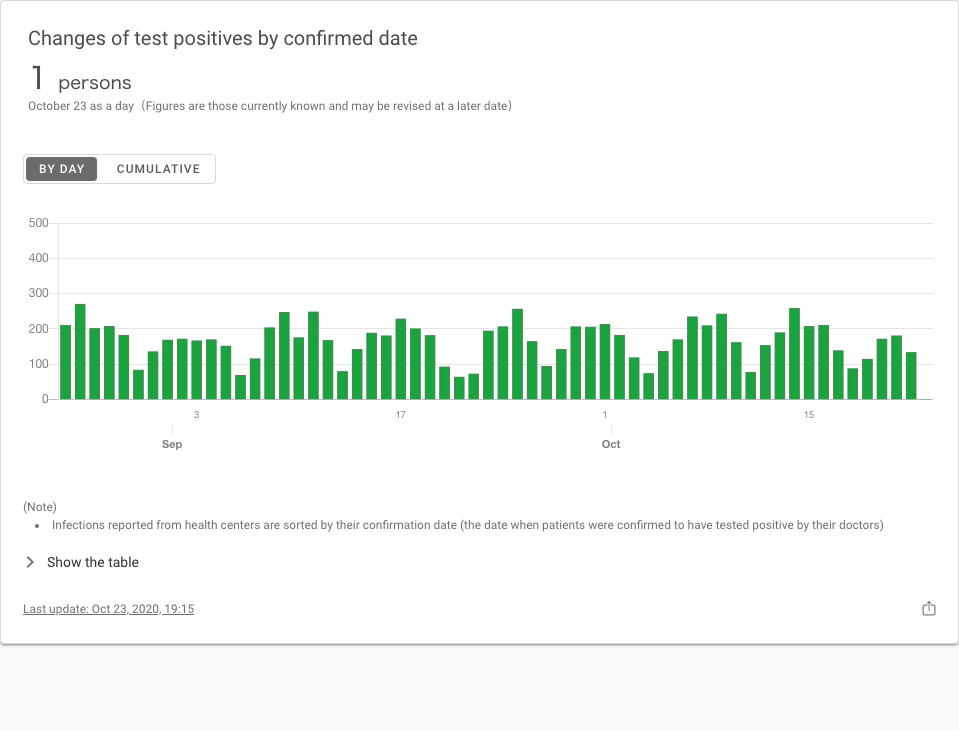 Changes of test positives by confirmed date
1 persons
October 23 as a day（Figures are those currently known and may be revised at a later date）
BY DAY CUMULATIVE
500
400
300
200
100
0
3 17 1 15
Sep Oct
(Note)
• Infections reported from health centers are sorted by their confirmation date (the date when patients were confirmed to have tested positive by their doctors)
Show the table
Last update: Oct 23, 2020, 19:15